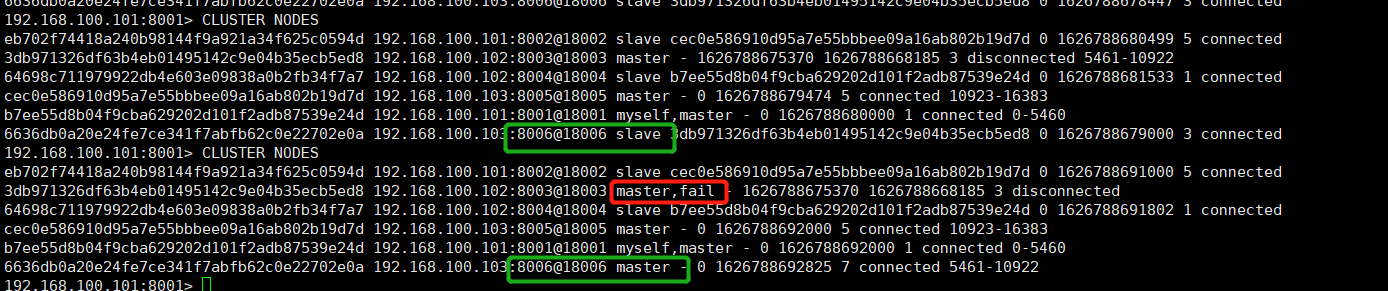 6636db0a20e24fe7ce341f7abfb62c0e22702e0a 192.168.100.103:8006@18006 slave 3db971326df63b4eb01495142c9e04b35ecb5ed8 0 1626788678447 3 connected
192.168.100.101:8001> CLUSTER NODES
eb702f74418a240b98144f9a921a34f625c0594d 192.168.100.101:8002@18002 slave cec0e586910d95a7e55bbbee09a16ab802b19d7d 0 1626788680499 5 connected
3db971326df63b4eb01495142c9e04b35ecb5ed8 192.168.100.102:8003@18003 master - 1626788675370 1626788668185 3 disconnected 5461-10922
64698c711979922db4e603e09838a0b2fb34f7a7 192.168.100.102:8004@18004 slave b7ee55d8b04f9cba629202d101f2adb87539e24d 0 1626788681533 1 connected
cec0e586910d95a7e55bbbee09a16ab802b19d7d 192.168.100.103:8005@18005 master - 0 1626788679474 5 connected 10923-16383
b7ee55d8b04f9cba629202d101f2adb87539e24d 192.168.100.101:8001@18001 myself,master - 0 1626788680000 1 connected 0-5460
6636db0a20e24fe7ce341f7abfb62c0e22702e0a 192.168.100.103:8006@18006 slave 3db971326df63b4eb01495142c9e04b35ecb5ed8 0 1626788679000 3 connected
192.168.100.101:8001> CLUSTER NODES
eb702f74418a240b98144f9a921a34f625c0594d 192.168.100.101:8002@18002 slave cec0e586910d95a7e55bbbee09a16ab802b19d7d 0 1626788691000 5 connected
3db971326df63b4eb01495142c9e04b35ecb5ed8 192.168.100.102:8003@18003 master,fail - 1626788675370 1626788668185 3 disconnected
64698c711979922db4e603e09838a0b2fb34f7a7 192.168.100.102:8004@18004 slave b7ee55d8b04f9cba629202d101f2adb87539e24d 0 1626788691802 1 connected
cec0e586910d95a7e55bbbee09a16ab802b19d7d 192.168.100.103:8005@18005 master - 0 1626788692000 5 connected 10923-16383
b7ee55d8b04f9cba629202d101f2adb87539e24d 192.168.100.101:8001@18001 myself,master - 0 1626788692000 1 connected 0-5460
6636db0a20e24fe7ce341f7abfb62c0e22702e0a 192.168.100.103:8006@18006 master - 0 1626788692825 7 connected 5461-10922
192.168.100.101:8001>